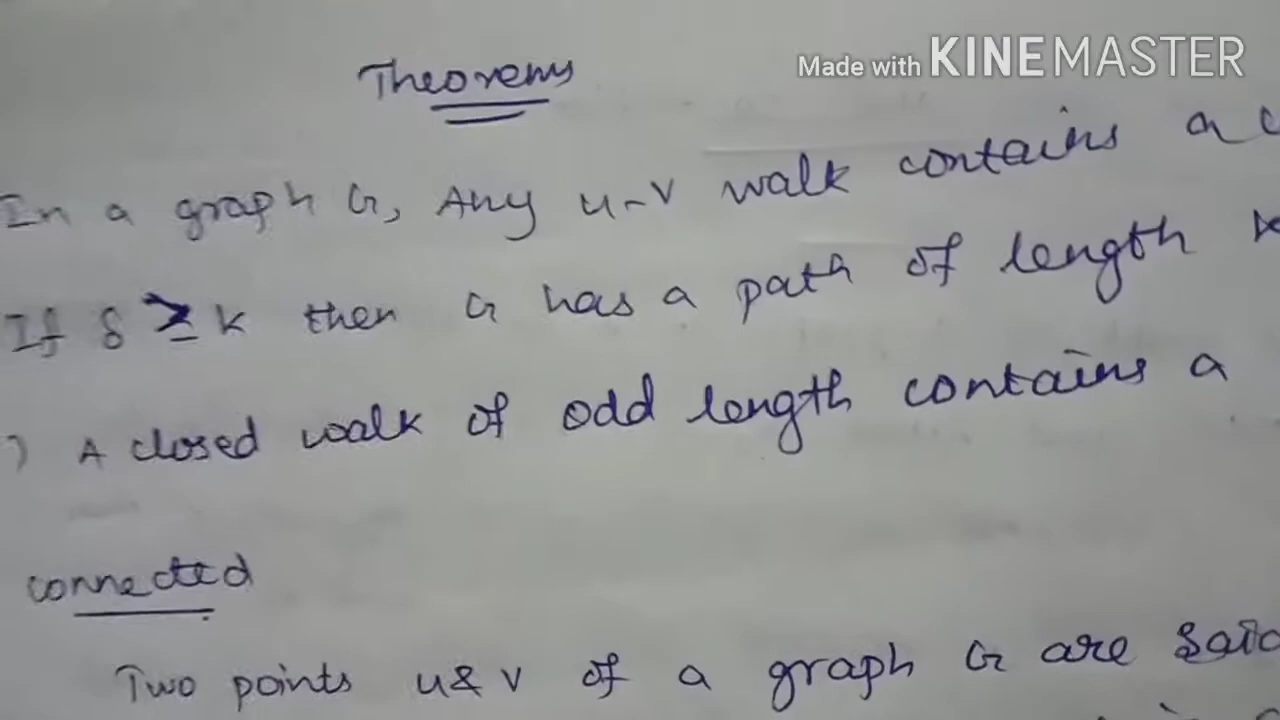 Made with KINEMASTER
Theorems
In a graph G, Any u-v walk contains a
If δ ≥ k then G has a path of length k
) A closed walk of odd length contains a
connected
Two points u & v of a graph G are said